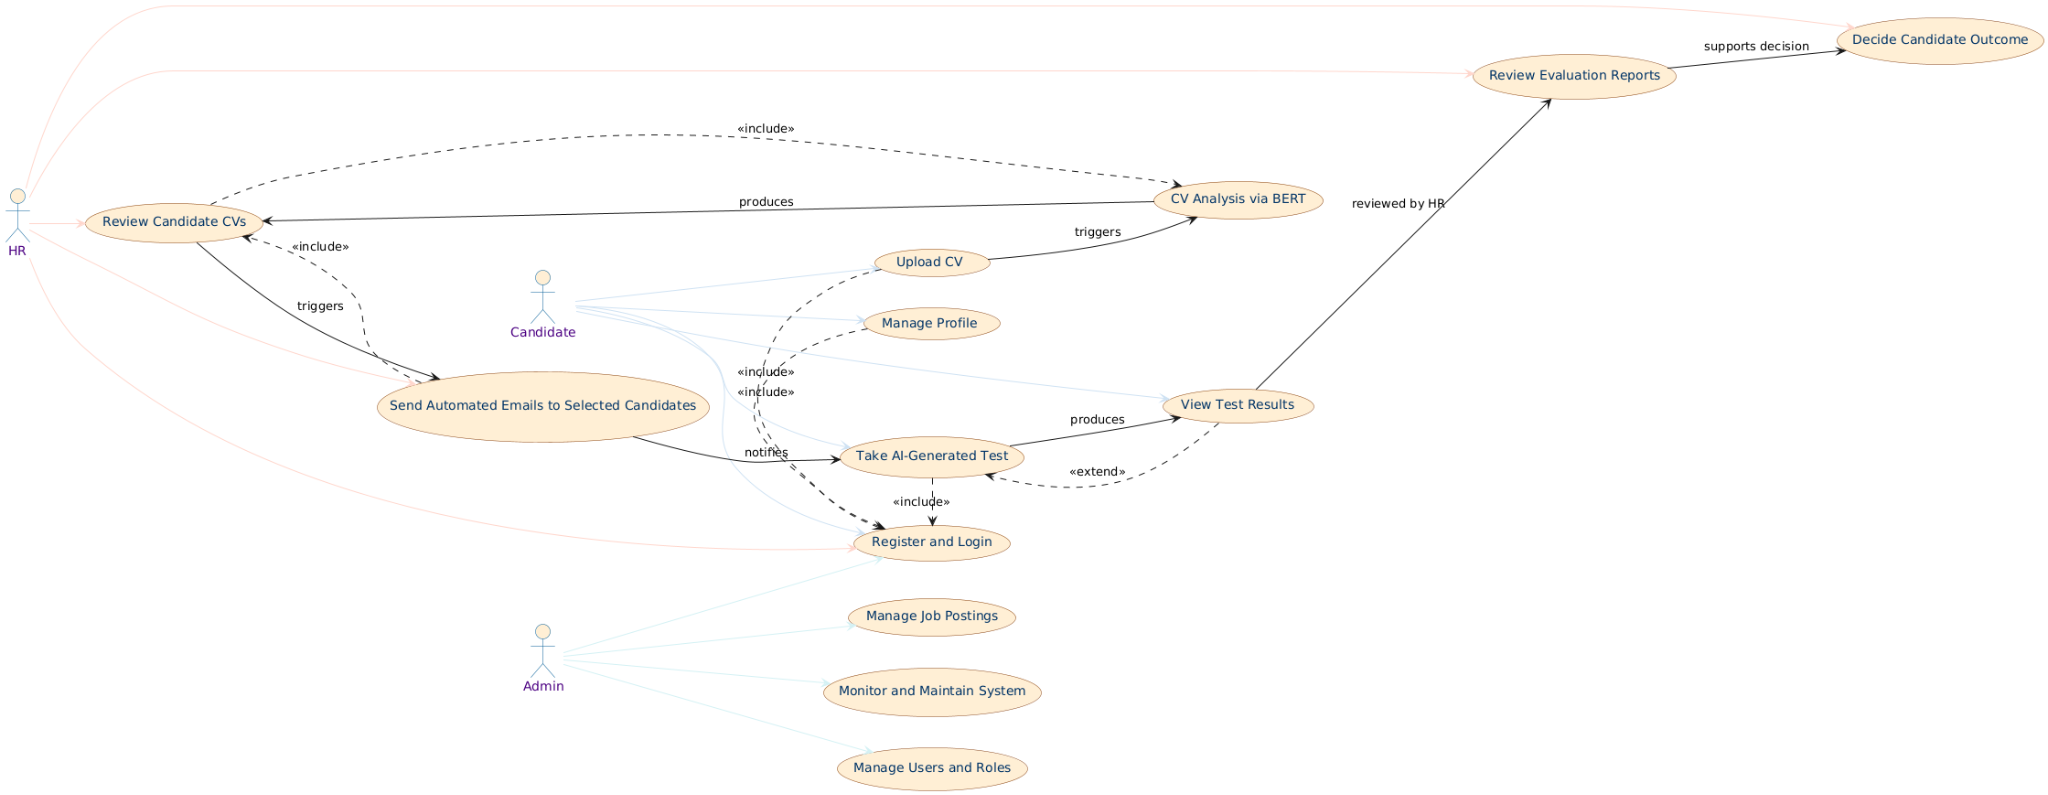 Decide Candidate Outcome
supports decision
Review Evaluation Reports
«include»
CV Analysis via BERT
produces
reviewed by HR
Review Candidate CVs
HR
triggers
«include»
Upload CV
triggers
Candidate
Manage Profile
«include»
«include»
Send Automated Emails to Selected Candidates
View Test Results
produces
notifies
Take AI-Generated Test
«extend»
«include»
Register and Login
Manage Job Postings
Admin
Monitor and Maintain System
Manage Users and Roles